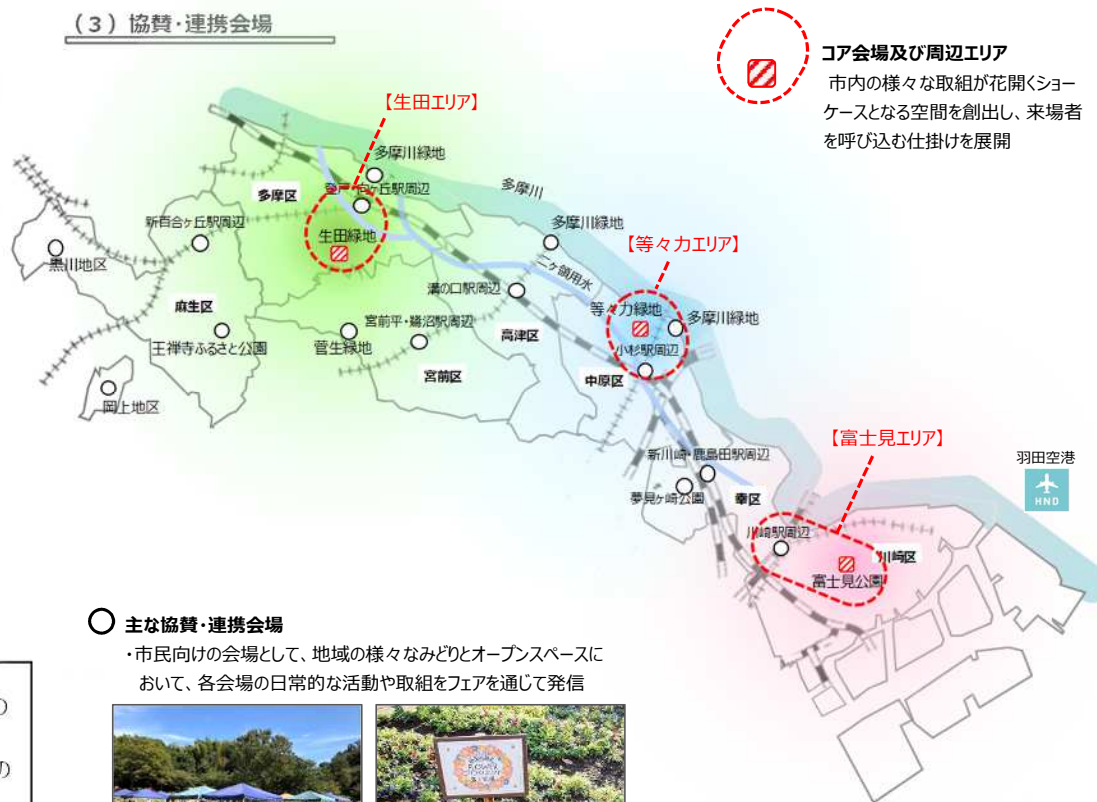 (3) 協賛・連携会場
コア会場及び周辺エリア
市内の様々な取組が花開くショー
ケースとなる空間を創出し、来場者
を呼び込む仕掛けを展開
【生田エリア】
多摩川緑地
多摩区
登戸・向ヶ丘駅周辺
多摩川
新百合ヶ丘駅周辺
生田緑地
多摩川緑地
【等々力エリア】
黒川地区
二ヶ領用水
溝の口駅周辺
麻生区
等々力緑地
宮前平・鷺沼駅周辺
多摩川緑地
高津区
王禅寺ふるさと公園
菅生緑地
小杉駅周辺
宮前区
中原区
岡上地区
【富士見エリア】
新川崎・鹿島田駅周辺
羽田空港
HND
夢見ヶ崎公園
幸区
川崎駅周辺
川崎区
富士見公園
主な協賛・連携会場
・市民向けの会場として、地域の様々なみどりとオープンスペースに
おいて、各会場の日常的な活動や取組をフェアを通じて発信
の
の